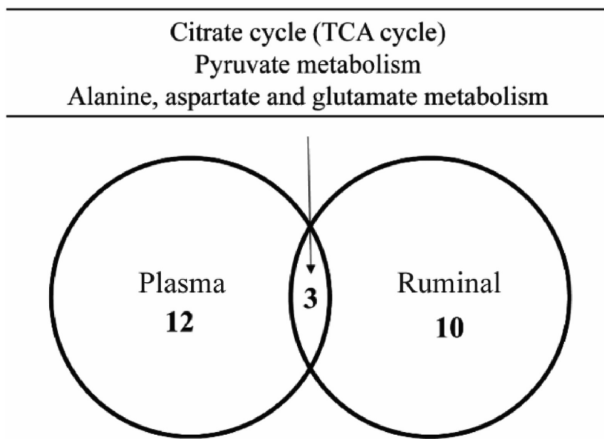 Citrate cycle (TCA cycle)
Pyruvate metabolism
Alanine, aspartate and glutamate metabolism
Plasma
12
3
Ruminal
10